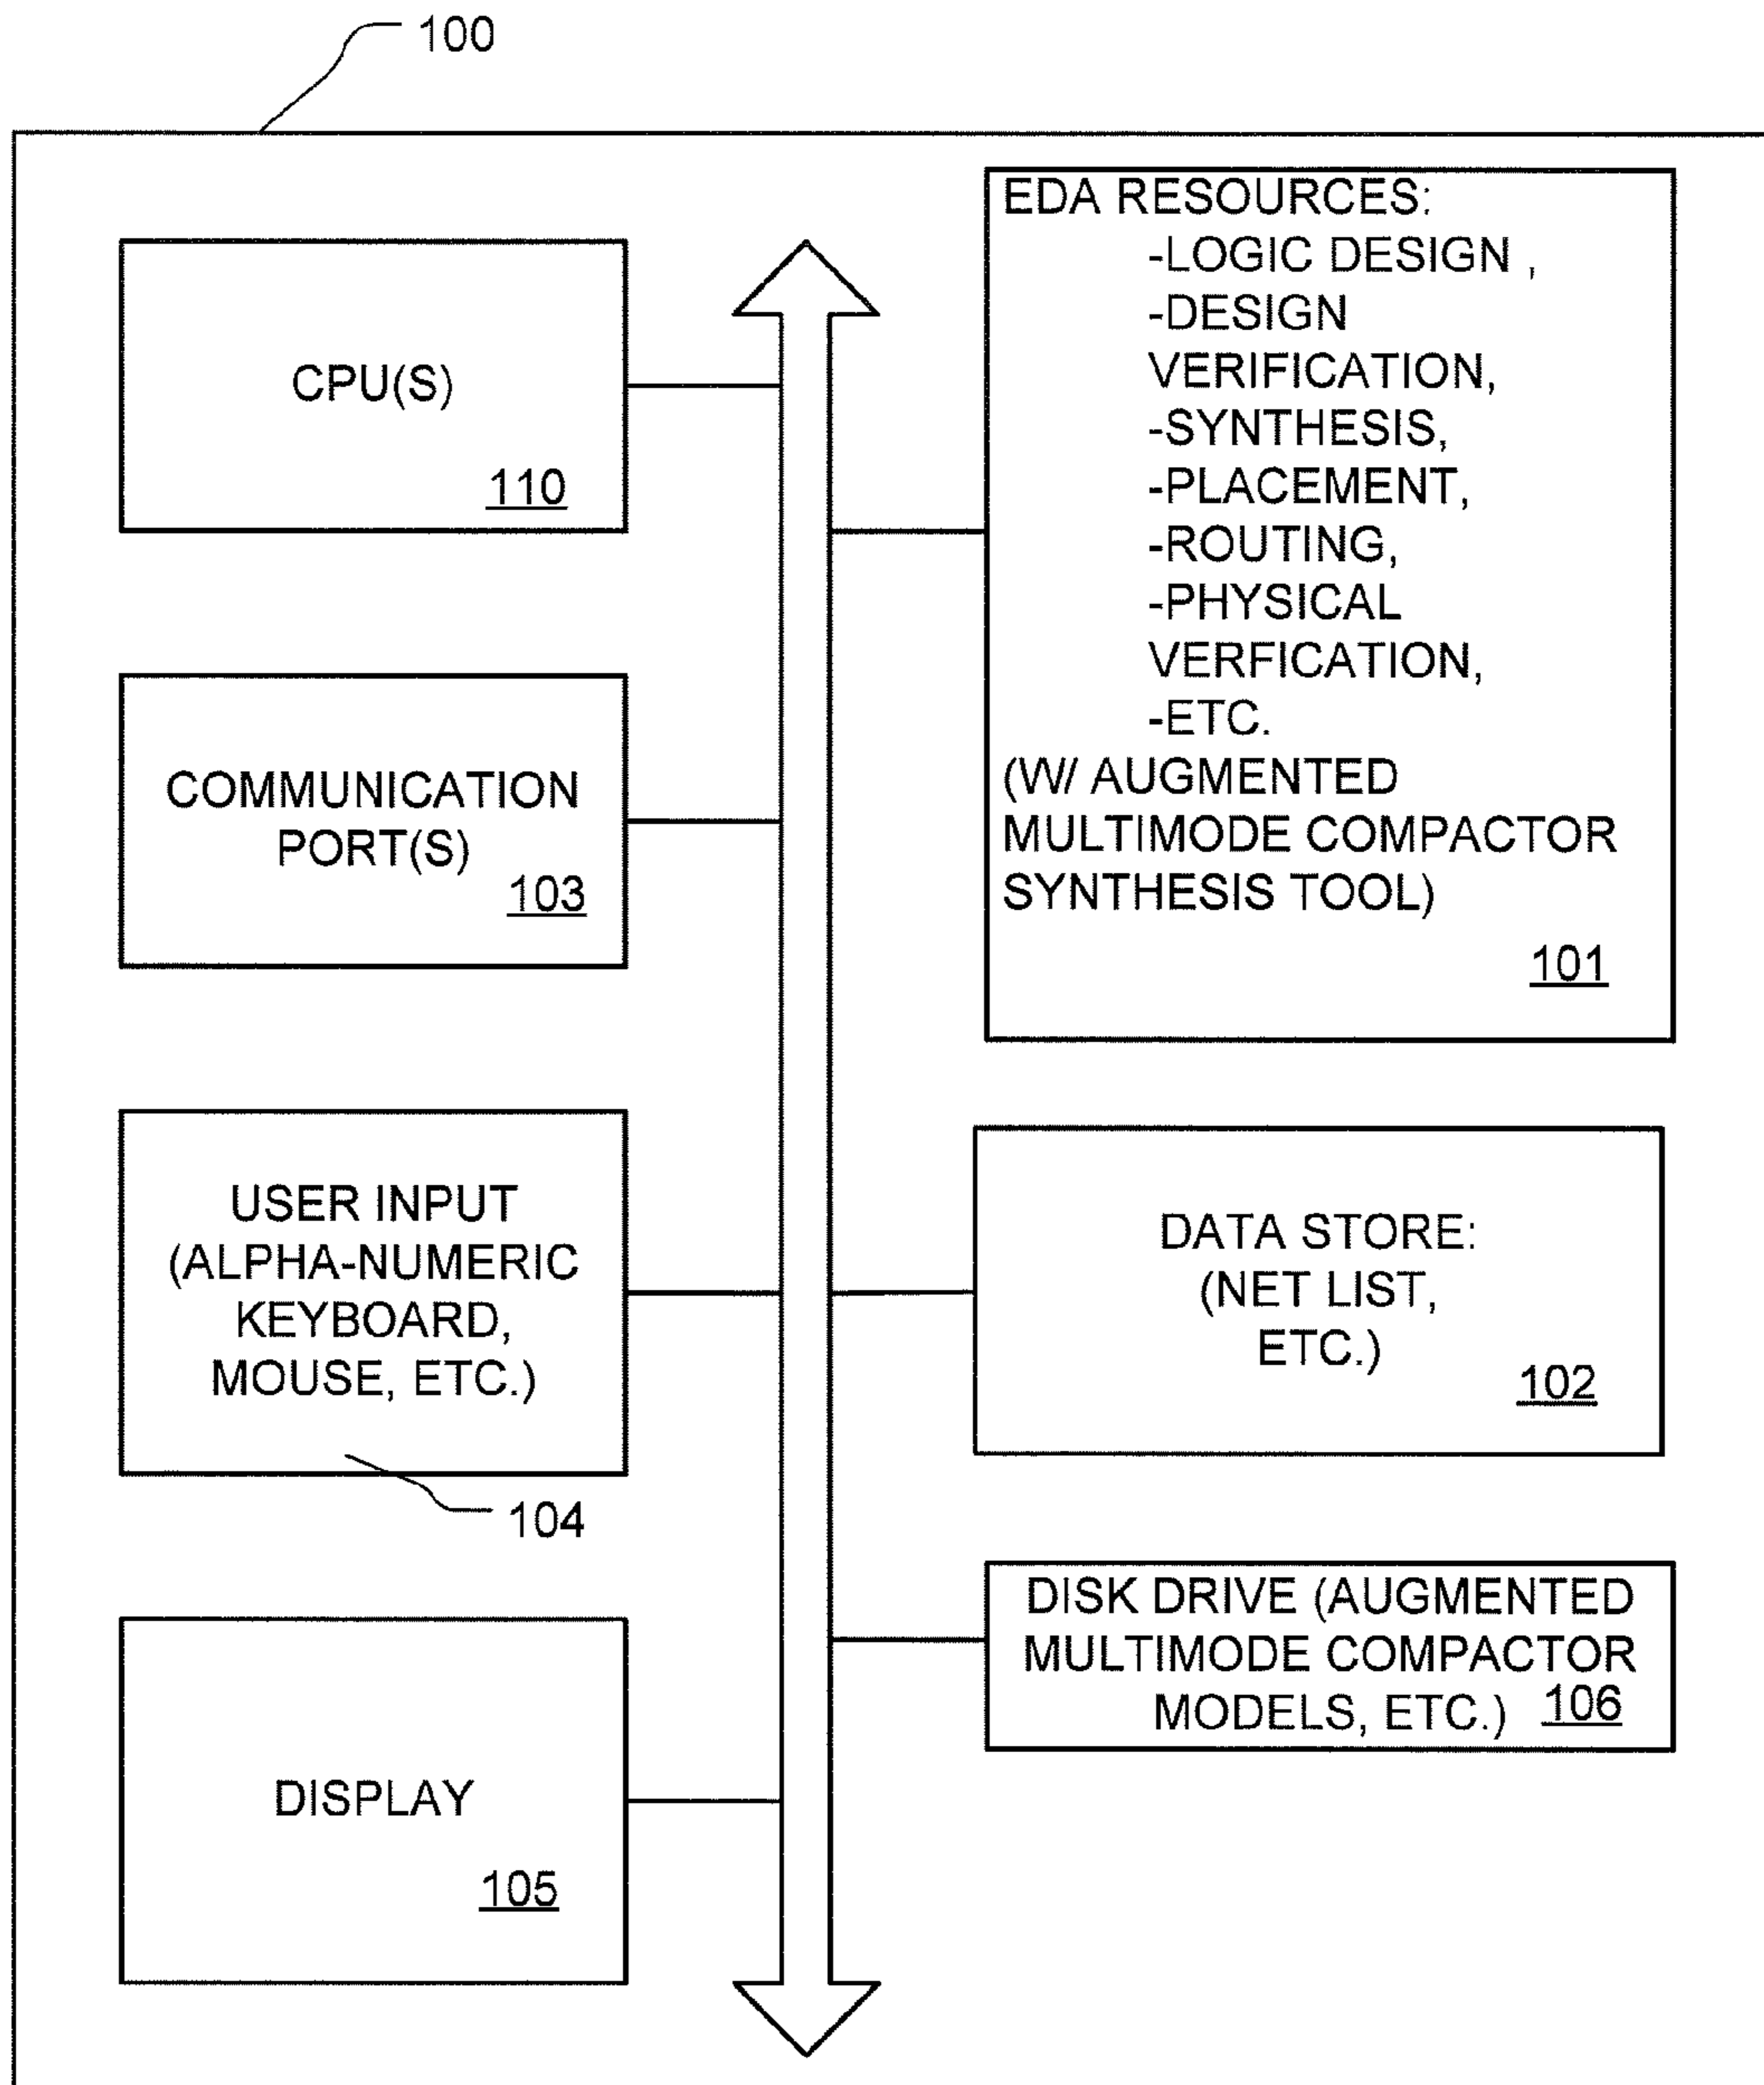 100
CPU(S)
110
COMMUNICATION
PORT(S)
103
USER INPUT
(ALPHA-NUMERIC
KEYBOARD,
MOUSE, ETC.)
104
DISPLAY
105
EDA RESOURCES:
-LOGIC DESIGN ,
-DESIGN
VERIFICATION,
-SYNTHESIS,
-PLACEMENT,
-ROUTING,
-PHYSICAL
VERFICATION,
-ETC.
(W/ AUGMENTED
MULTIMODE COMPACTOR
SYNTHESIS TOOL)
101
DATA STORE:
(NET LIST,
ETC.)
102
DISK DRIVE (AUGMENTED
MULTIMODE COMPACTOR
MODELS, ETC.) 106